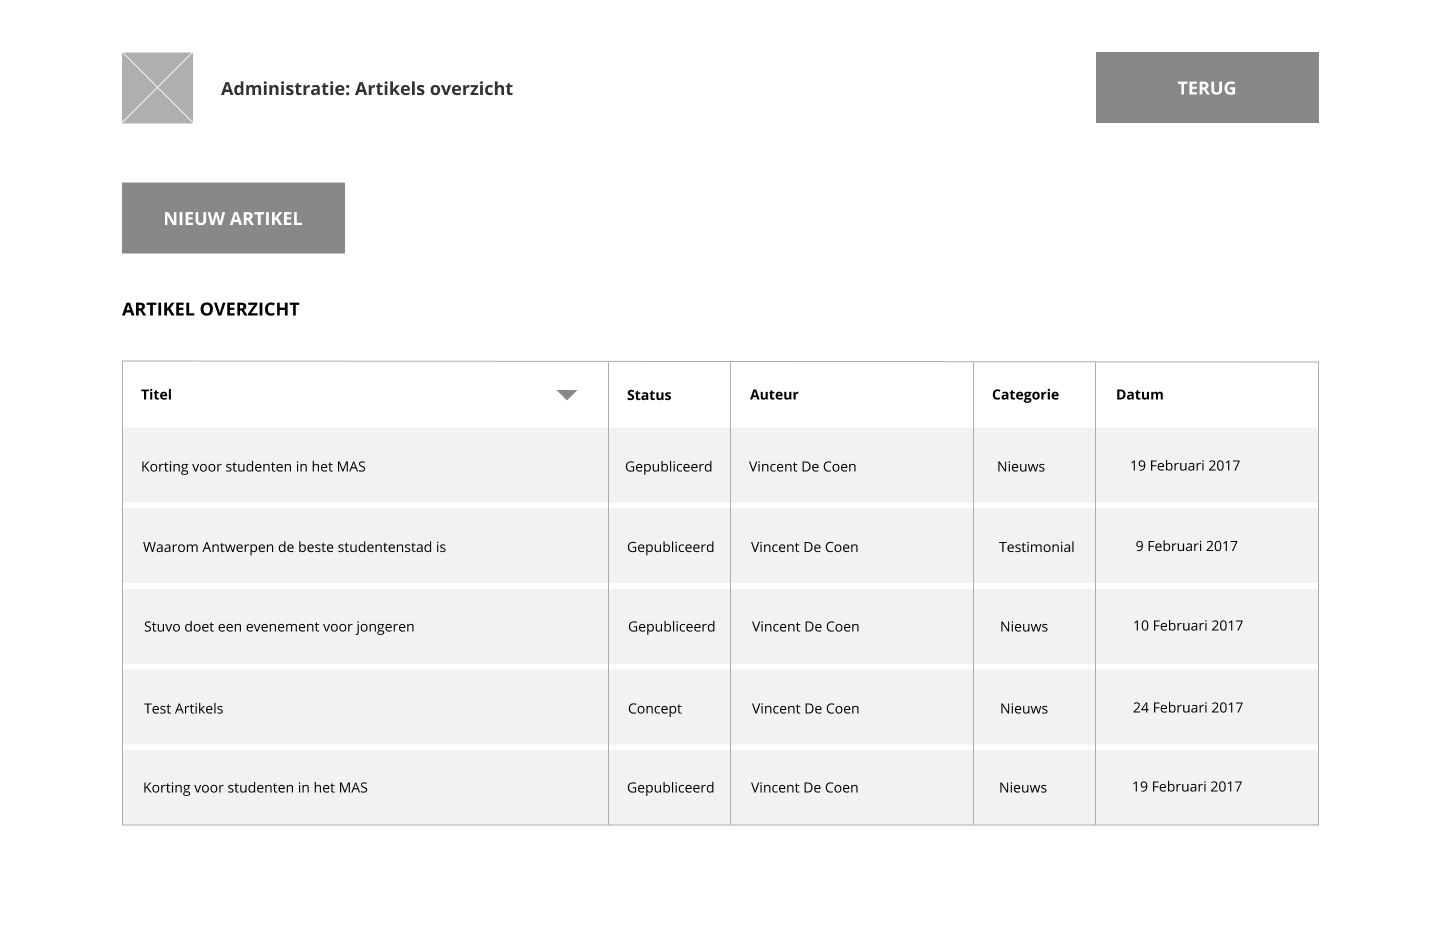 Administratie: Artikels overzicht
TERUG
NIEUW ARTIKEL
ARTIKEL OVERZICHT
Titel Status Auteur Categorie Datum
Korting voor studenten in het MAS Gepubliceerd Vincent De Coen Nieuws 19 Februari 2017
Waarom Antwerpen de beste studentenstad is Gepubliceerd Vincent De Coen Testimonial 9 Februari 2017
Stuvo doet een evenement voor jongeren Gepubliceerd Vincent De Coen Nieuws 10 Februari 2017
Test Artikels Concept Vincent De Coen Nieuws 24 Februari 2017
Korting voor studenten in het MAS Gepubliceerd Vincent De Coen Nieuws 19 Februari 2017